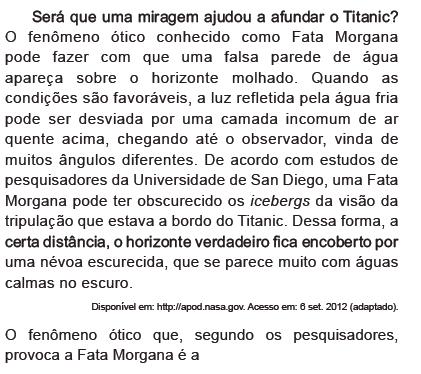 Será que uma miragem ajudou a afundar o Titanic?
O fenômeno ótico conhecido como Fata Morgana
pode fazer com que uma falsa parede de água
apareça sobre o horizonte molhado. Quando as
condições são favoráveis, a luz refletida pela água fria
pode ser desviada por uma camada incomum de ar
quente acima, chegando até o observador, vinda de
muitos ângulos diferentes. De acordo com estudos de
pesquisadores da Universidade de San Diego, uma Fata
Morgana pode ter obscurecido os icebergs da visão da
tripulação que estava a bordo do Titanic. Dessa forma, a
certa distância, o horizonte verdadeiro fica encoberto por
uma névoa escurecida, que se parece muito com águas
calmas no escuro.
Disponível em: http://apod.nasa.gov. Acesso em: 6 set. 2012 (adaptado).
O fenômeno ótico que, segundo os pesquisadores,
provoca a Fata Morgana é a